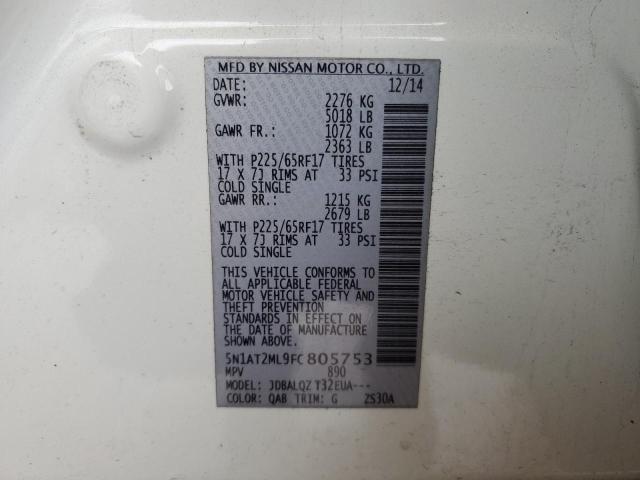 MFD BY NISSAN MOTOR CO., LTD.
DATE: 12/14
GVWR: 2276 KG
5018 LB
GAWR FR.: 1072 KG
2363 LB
WITH P225/65RF17 TIRES
17 X 7J RIMS AT 33 PSI
COLD SINGLE
GAWR RR.: 1215 KG
2679 LB
WITH P225/65RF17 TIRES
17 X 7J RIMS AT 33 PSI
COLD SINGLE
THIS VEHICLE CONFORMS TO
ALL APPLICABLE FEDERAL
MOTOR VEHICLE SAFETY AND
THEFT PREVENTION
STANDARDS IN EFFECT ON
THE DATE OF MANUFACTURE
SHOWN ABOVE.
5N1AT2ML9FC805753
MPV 890
MODEL: JDBALQZ T32EUA---
COLOR: QAB TRIM: G ZS30A